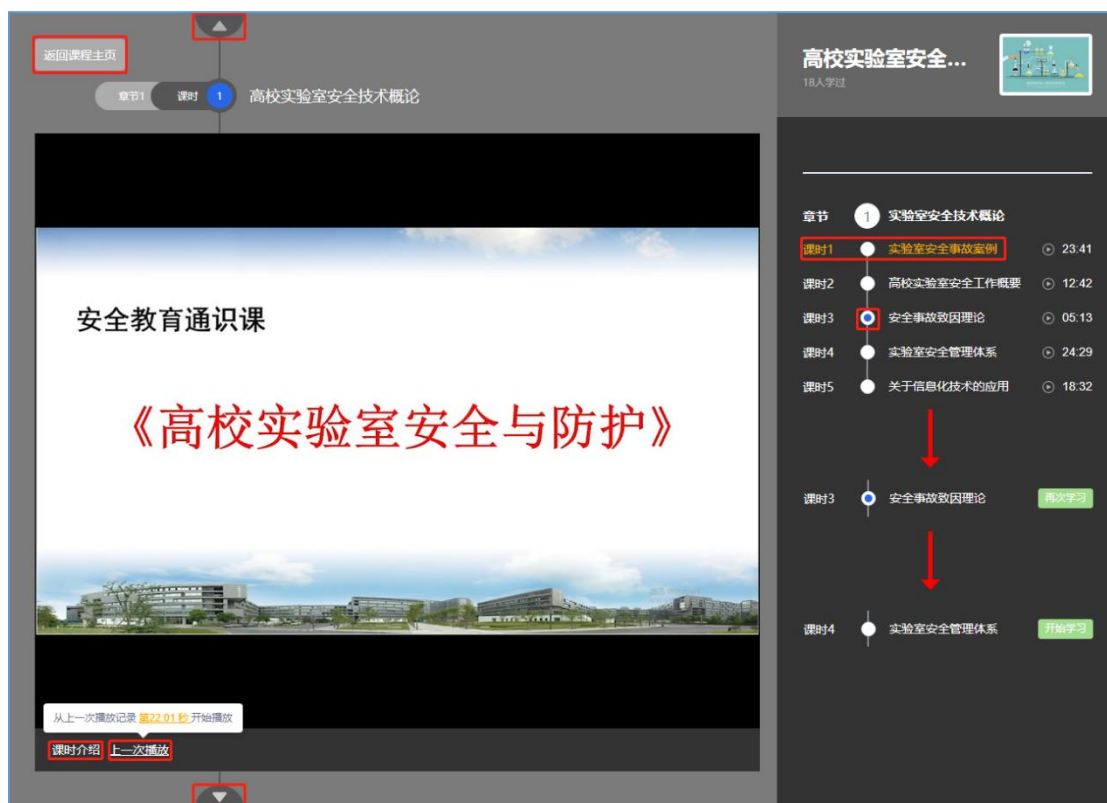 返回课程主页
章节1 课时 1 高校实验室安全技术概论
安全教育通识课
《高校实验室安全与防护》
从上一次播放记录 第22.01 秒 开始播放
课时介绍 上一次播放
高校实验室安全...
18人学过
章节 1 实验室安全技术概论
课时1 实验室安全事故案例 23:41
课时2 高校实验室安全工作概要 12:42
课时3 安全事故致因理论 05:13
课时4 实验室安全管理体系 24:29
课时5 关于信息化技术的应用 18:32
课时3 安全事故致因理论 再次学习
课时4 实验室安全管理体系 开始学习